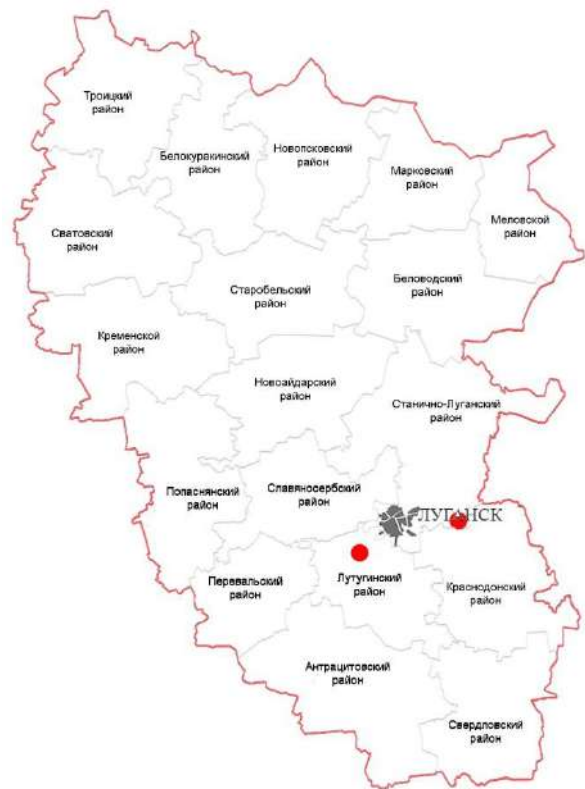 Троицкий
район
Белокуракинский
район
Новопсковский
район
Марковский
район
Меловской
район
Сватовский
район
Старобельский
район
Беловодский
район
Кременской
район
Новоайдарский
район
Станично-Луганский
район
Попаснянский
район
Славяносербский
район
ЛУГАНСК
Перевальский
район
Лутугинский
район
Краснодонский
район
Антрацитовский
район
Свердловский
район